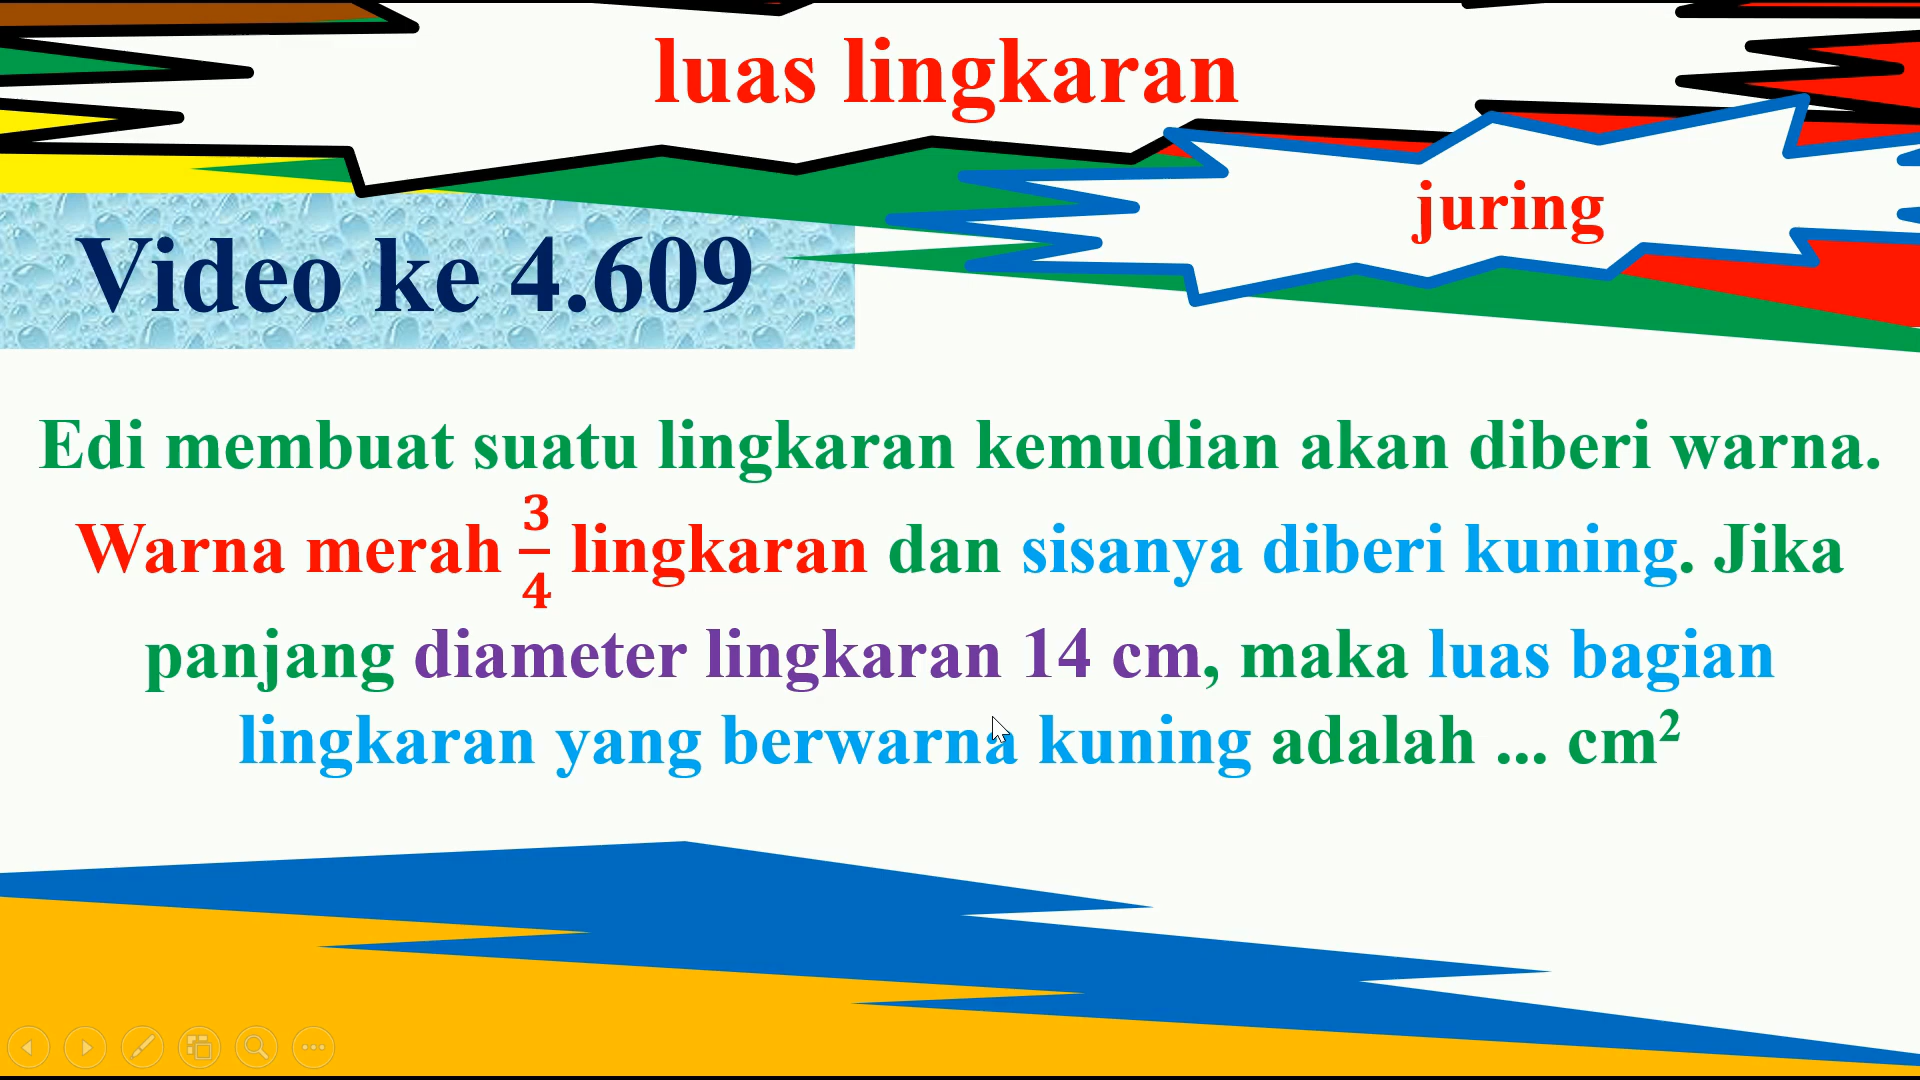 luas lingkaran
juring
Video ke 4.609
Edi membuat suatu lingkaran kemudian akan diberi warna.
Warna merah 3/4 lingkaran dan sisanya diberi kuning. Jika
panjang diameter lingkaran 14 cm, maka luas bagian
lingkaran yang berwarna kuning adalah ... cm²